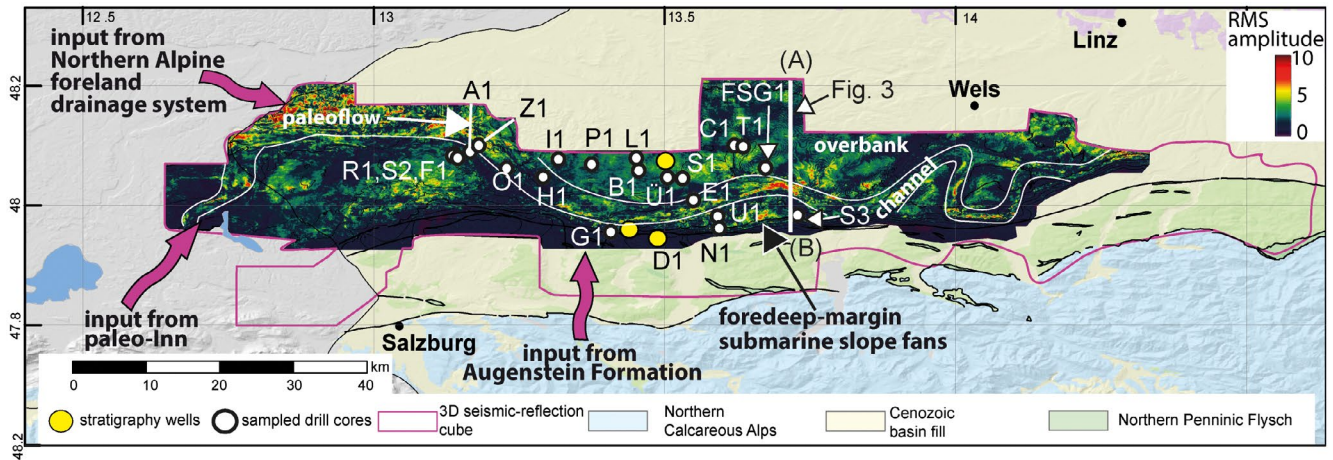 12.5
13
13.5
14
RMS
amplitude
10
5
0
input from
Northern Alpine
foreland
drainage system
Linz
Wels
48.2
48
47.8
48.2
(A)
Fig. 3
FSG1
A1
Z1
paleoflow
I1
P1
L1
C1
T1
overbank
R1,S2,F1
O1
H1
B1
Ü1
S1
E1
U1
S3
channel
G1
D1
N1
(B)
input from
paleo-Inn
Salzburg
input from
Augenstein Formation
foredeep-margin
submarine slope fans
km
0 10 20 30 40
stratigraphy wells
sampled drill cores
3D seismic-reflection
cube
Northern
Calcareous Alps
Cenozoic
basin fill
Northern Penninic Flysch